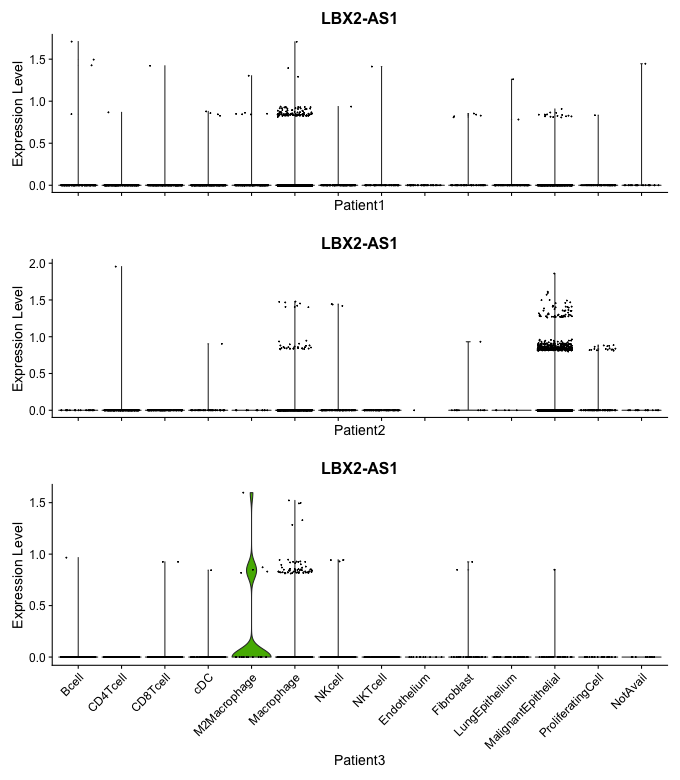 LBX2-AS1
Expression Level
1.5
1.0
0.5
0.0
Patient1
LBX2-AS1
Expression Level
2.0
1.5
1.0
0.5
0.0
Patient2
LBX2-AS1
Expression Level
1.5
1.0
0.5
0.0
Bcell
CD4Tcell
CD8Tcell
cDC
M2Macrophage
Macrophage
NKcell
NKTcell
Endothelium
Fibroblast
LungEpithelium
MalignantEpithelial
ProliferatingCell
NotAvail
Patient3